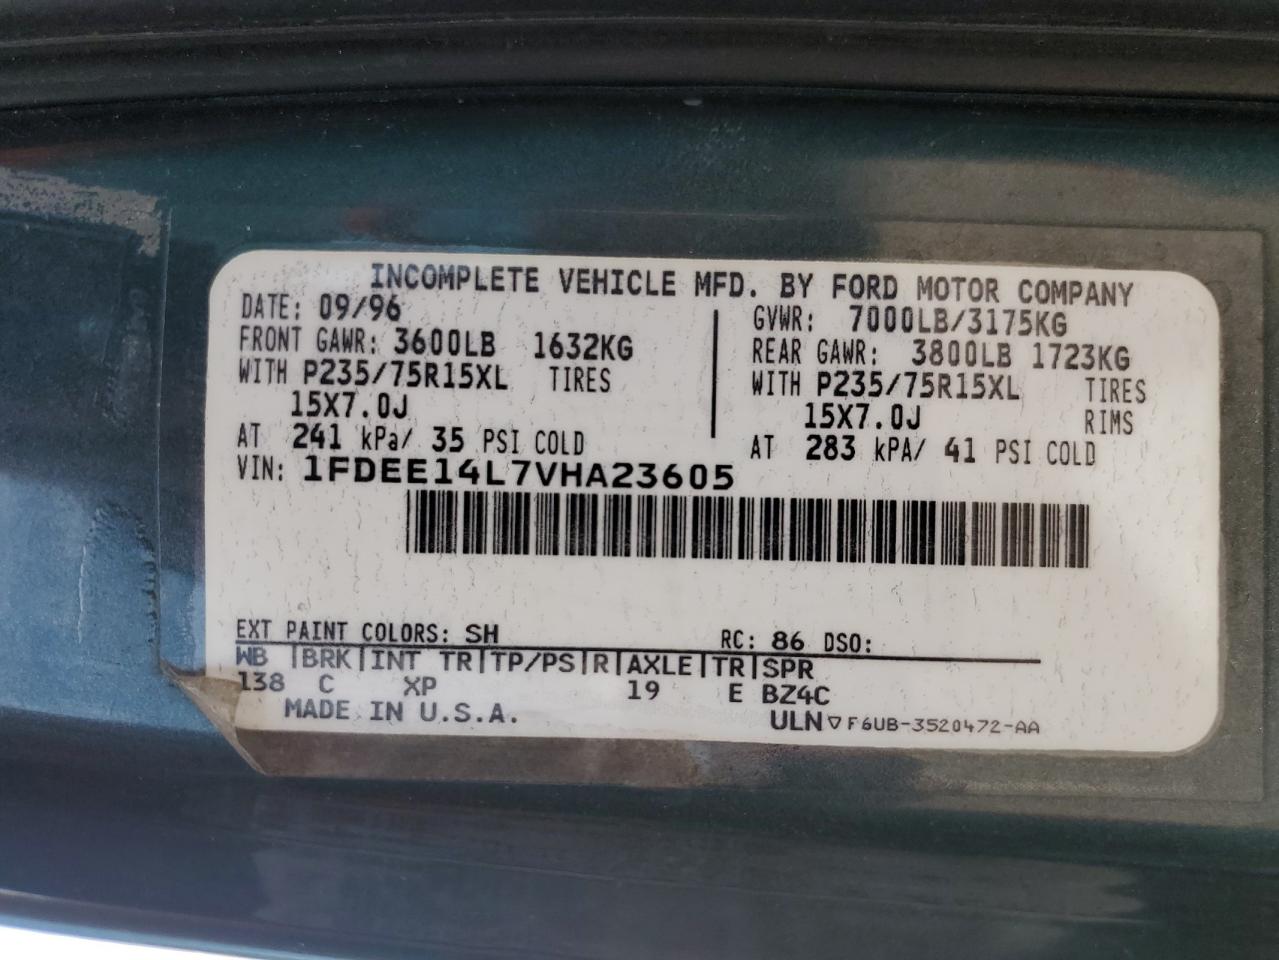 INCOMPLETE VEHICLE MFD. BY FORD MOTOR COMPANY
DATE: 09/96
FRONT GAWR: 3600LB 1632KG
WITH P235/75R15XL TIRES
15X7.0J
AT 241 kPa/ 35 PSI COLD
GVWR: 7000LB/3175KG
REAR GAWR: 3800LB 1723KG
WITH P235/75R15XL TIRES
15X7.0J RIMS
AT 283 kPA/ 41 PSI COLD
VIN: 1FDEE14L7VHA23605
EXT PAINT COLORS: SH RC: 86 DSO:
WB |BRK|INT TR|TP/PS|R|AXLE|TR|SPR
138 C XP 19 E BZ4C
MADE IN U.S.A. ULN ▽ F6UB-3520472-AA